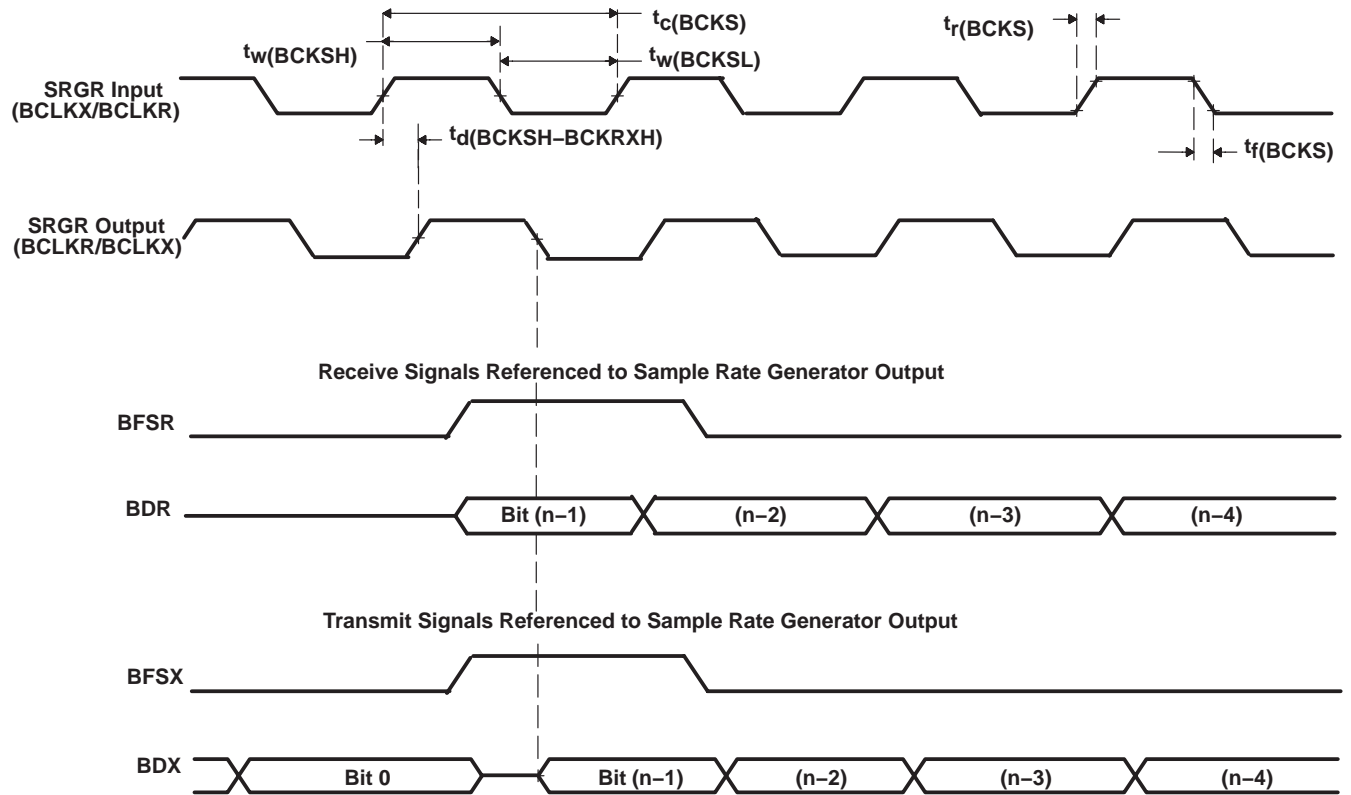 tc(BCKS)
tr(BCKS)
tw(BCKSH)
tw(BCKSL)
SRGR Input
(BCLKX/BCLKR)
td(BCKSH–BCKRXH)
tf(BCKS)
SRGR Output
(BCLKR/BCLKX)
Receive Signals Referenced to Sample Rate Generator Output
BFSR
BDR
Bit (n–1)
(n–2)
(n–3)
(n–4)
Transmit Signals Referenced to Sample Rate Generator Output
BFSX
BDX
Bit 0
Bit (n–1)
(n–2)
(n–3)
(n–4)